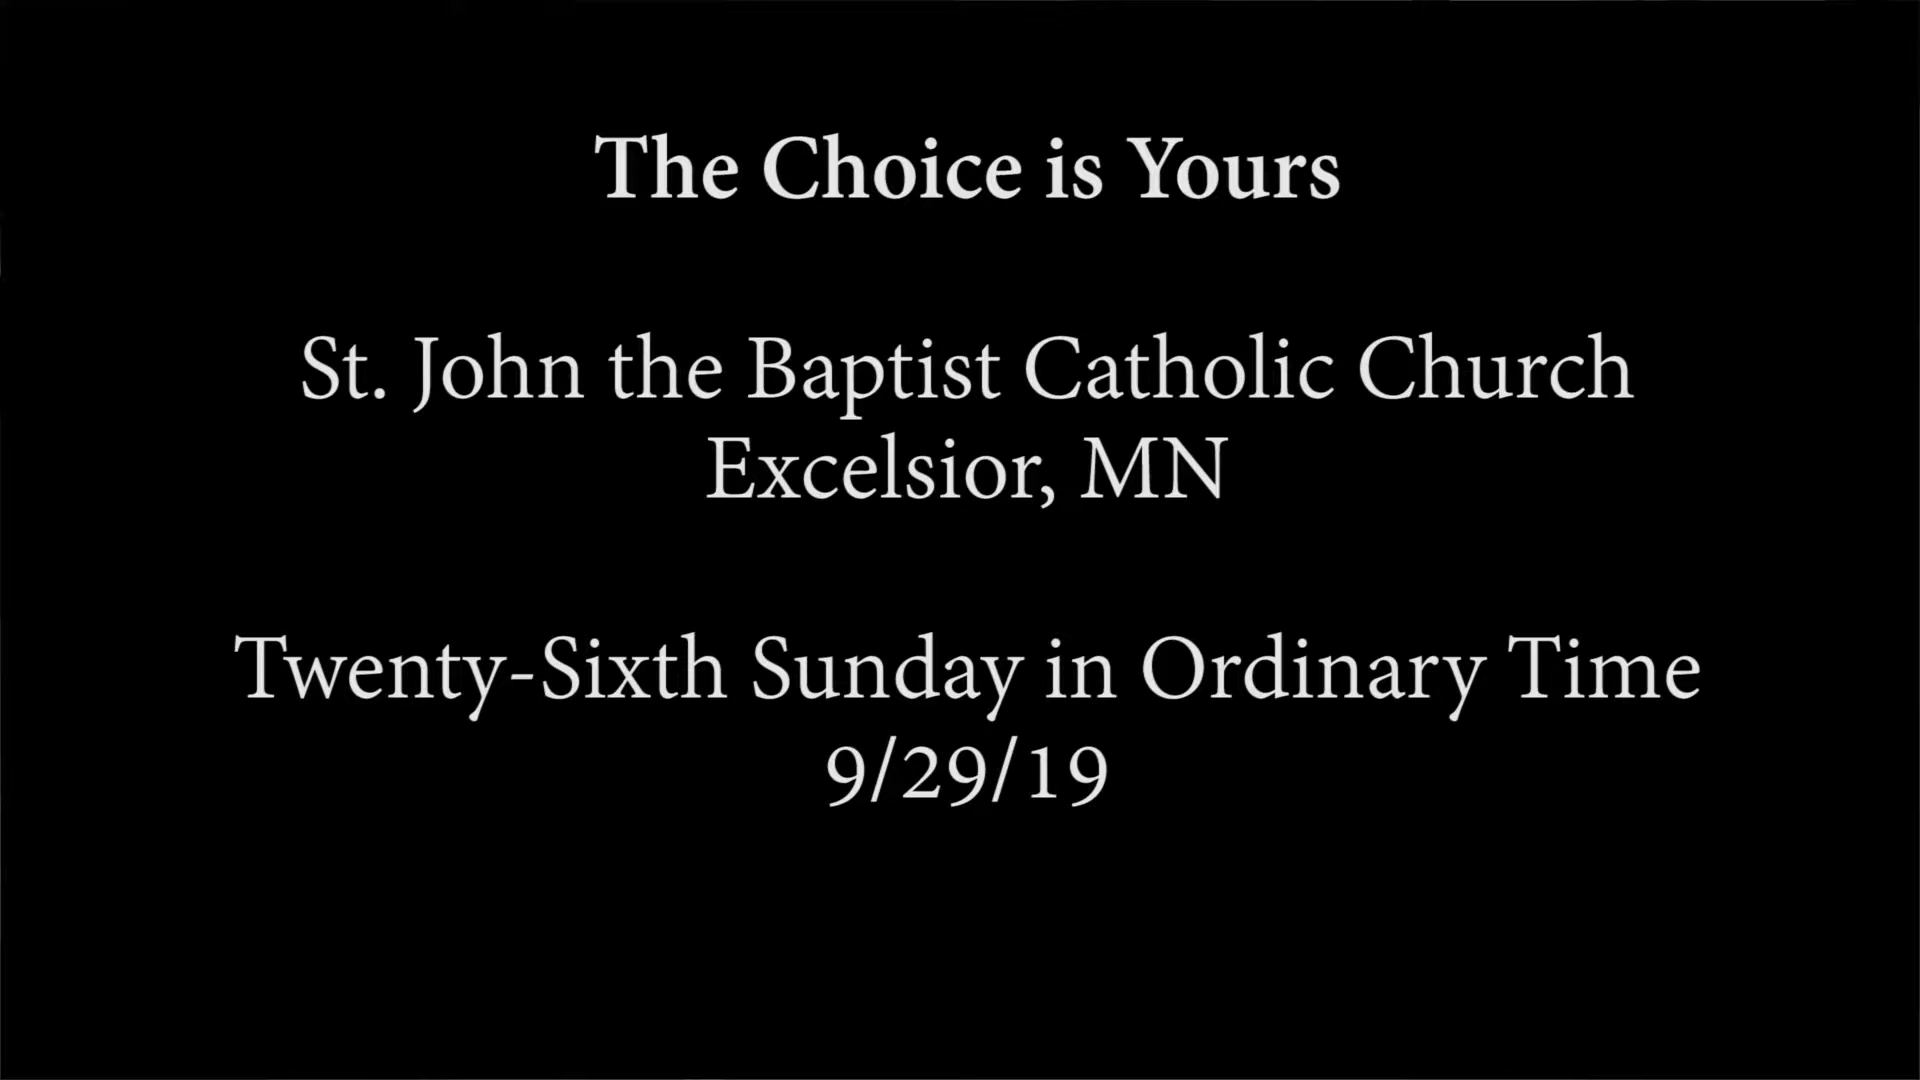 The Choice is Yours
St. John the Baptist Catholic Church
Excelsior, MN
Twenty-Sixth Sunday in Ordinary Time
9/29/19